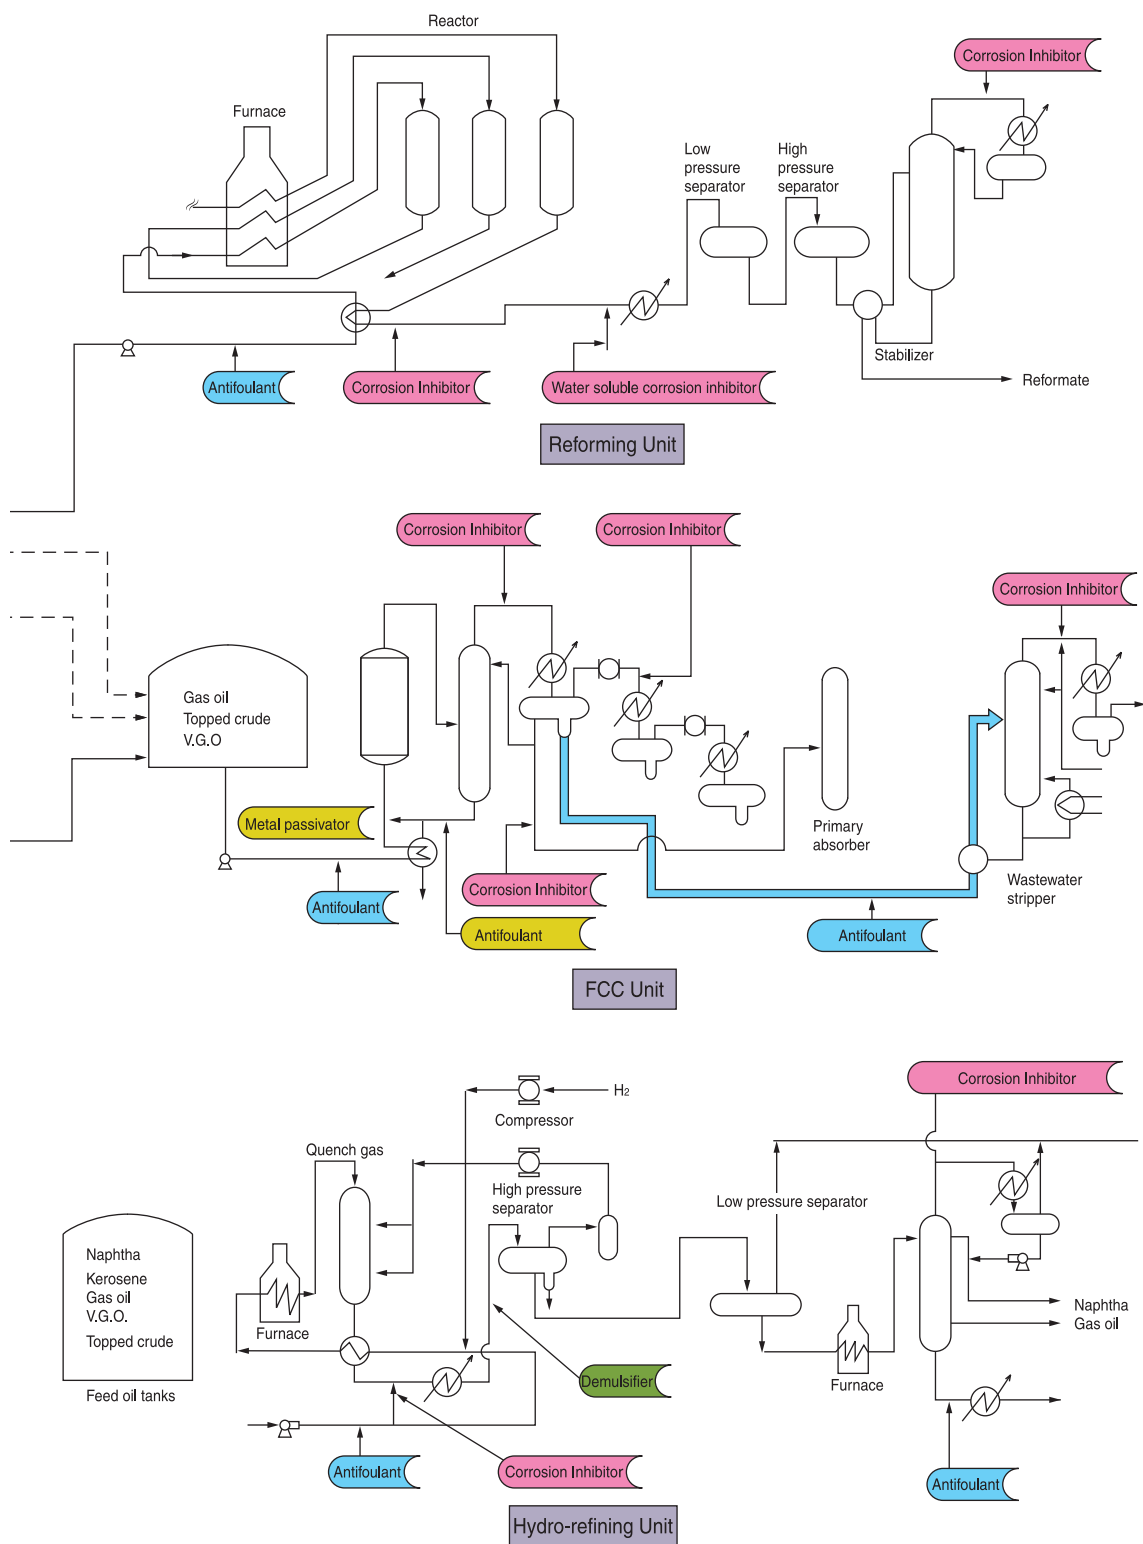 Reactor
Corrosion Inhibitor
Furnace
Low
pressure
separator
High
pressure
separator
Stabilizer
Reformate
Antifoulant
Corrosion Inhibitor
Water soluble corrosion inhibitor
Reforming Unit
Corrosion Inhibitor
Corrosion Inhibitor
Corrosion Inhibitor
Gas oil
Topped crude
V.G.O
Metal passivator
Primary
absorber
Corrosion Inhibitor
Wastewater
stripper
Antifoulant
Antifoulant
Antifoulant
FCC Unit
Corrosion Inhibitor
H2
Compressor
Quench gas
High pressure
separator
Low pressure separator
Naphtha
Kerosene
Gas oil
V.G.O.
Topped crude
Feed oil tanks
Furnace
Naphtha
Gas oil
Furnace
Demulsifier
Antifoulant
Corrosion Inhibitor
Antifoulant
Hydro-refining Unit